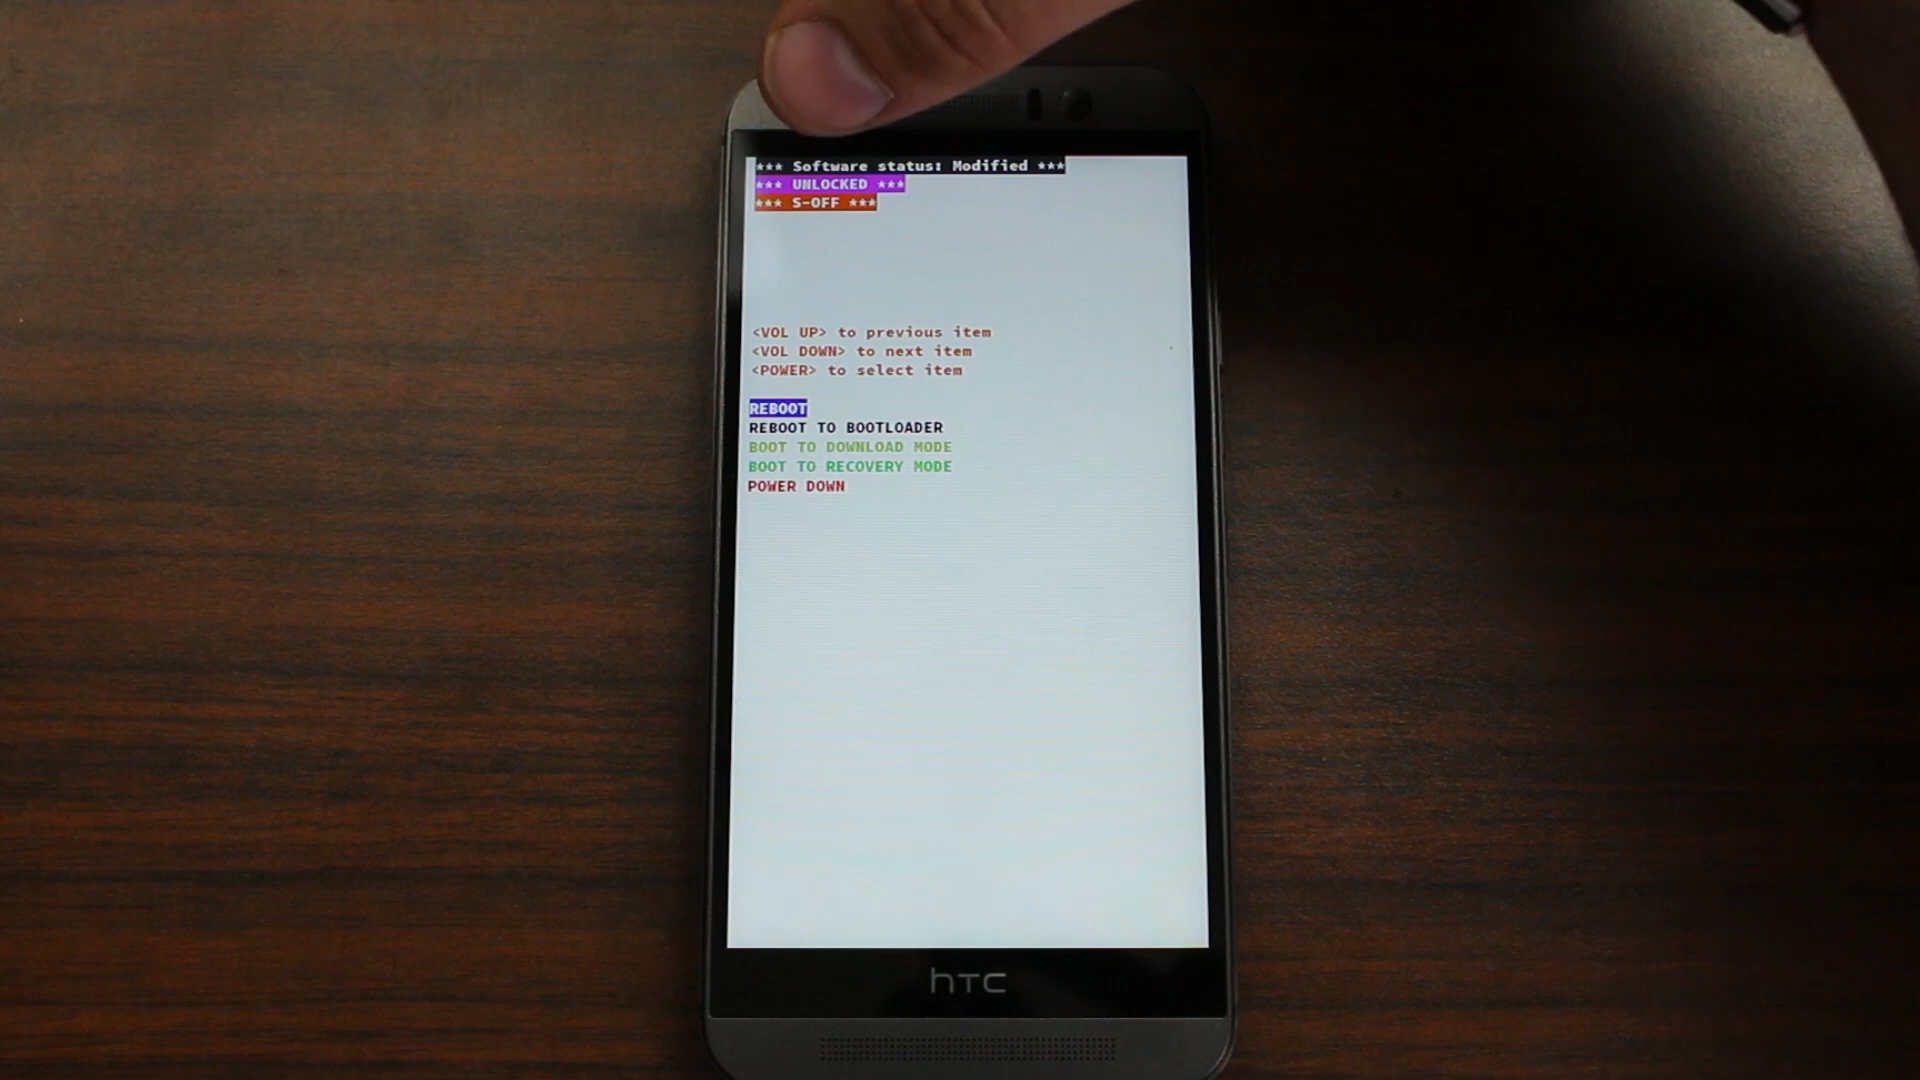 *** Software status: Modified ***
*** UNLOCKED ***
*** S-OFF ***
<VOL UP> to previous item
<VOL DOWN> to next item
<POWER> to select item
REBOOT
REBOOT TO BOOTLOADER
BOOT TO DOWNLOAD MODE
BOOT TO RECOVERY MODE
POWER DOWN
hTC